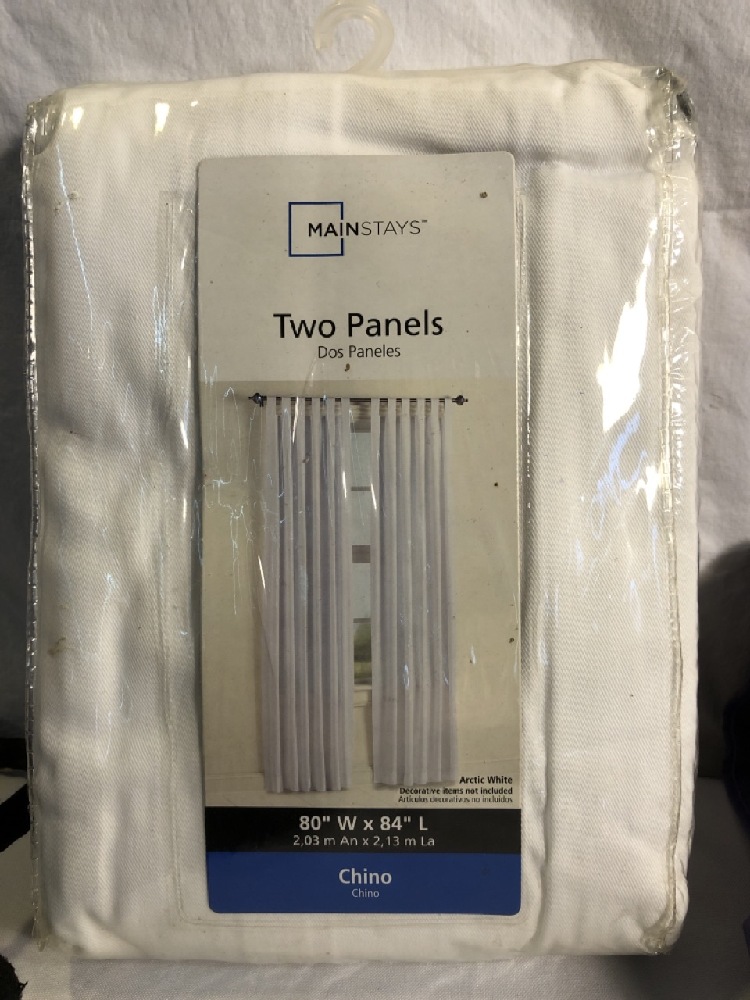 MAINSTAYS™
Two Panels
Dos Paneles
Arctic White
Decorative items not included
Artículos decorativos no incluidos
80" W x 84" L
2,03 m An x 2,13 m La
Chino
Chino